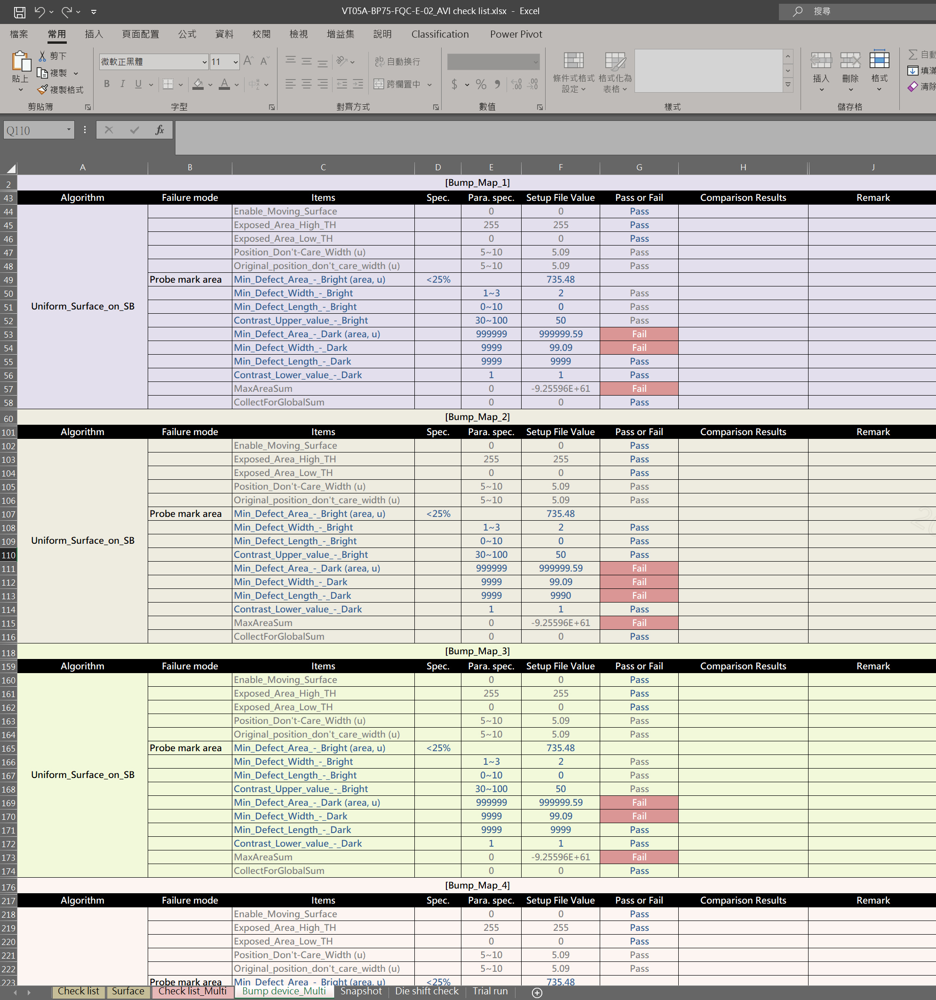 VT05A-BP75-FQC-E-02_AVI check list.xlsx - Excel
搜尋
檔案 常用 插入 頁面配置 公式 資料 校閱 檢視 增益集 說明 Classification Power Pivot
貼上
剪下
複製
複製格式
剪貼簿
微軟正黑體 11
B I U A
字型
自動換行
跨欄置中
對齊方式
$ %
數值
條件式格式設定
格式化為表格
樣式
插入 刪除 格式
儲存格
自動
填滿
清除
Q110 fx
A B C D E F G H J
2 [Bump_Map_1]
43 Algorithm Failure mode Items Spec. Para. spec. Setup File Value Pass or Fail Comparison Results Remark
44 Enable_Moving_Surface 0 0 Pass
45 Exposed_Area_High_TH 255 255 Pass
46 Exposed_Area_Low_TH 0 0 Pass
47 Position_Don't-Care_Width (u) 5~10 5.09 Pass
48 Original_position_don't_care_width (u) 5~10 5.09 Pass
49 Probe mark area Min_Defect_Area_-_Bright (area, u) <25% 735.48
50 Min_Defect_Width_-_Bright 1~3 2 Pass
51 Uniform_Surface_on_SB Min_Defect_Length_-_Bright 0~10 0 Pass
52 Contrast_Upper_value_-_Bright 30~100 50 Pass
53 Min_Defect_Area_-_Dark (area, u) 999999 999999.59 Fail
54 Min_Defect_Width_-_Dark 9999 99.09 Fail
55 Min_Defect_Length_-_Dark 9999 9999 Pass
56 Contrast_Lower_value_-_Dark 1 1 Pass
57 MaxAreaSum 0 -9.25596E+61 Fail
58 CollectForGlobalSum 0 0 Pass
60 [Bump_Map_2]
101 Algorithm Failure mode Items Spec. Para. spec. Setup File Value Pass or Fail Comparison Results Remark
102 Enable_Moving_Surface 0 0 Pass
103 Exposed_Area_High_TH 255 255 Pass
104 Exposed_Area_Low_TH 0 0 Pass
105 Position_Don't-Care_Width (u) 5~10 5.09 Pass
106 Original_position_don't_care_width (u) 5~10 5.09 Pass
107 Probe mark area Min_Defect_Area_-_Bright (area, u) <25% 735.48
108 Min_Defect_Width_-_Bright 1~3 2 Pass
109 Uniform_Surface_on_SB Min_Defect_Length_-_Bright 0~10 0 Pass
110 Contrast_Upper_value_-_Bright 30~100 50 Pass
111 Min_Defect_Area_-_Dark (area, u) 999999 999999.59 Fail
112 Min_Defect_Width_-_Dark 9999 99.09 Fail
113 Min_Defect_Length_-_Dark 9999 9990 Fail
114 Contrast_Lower_value_-_Dark 1 1 Pass
115 MaxAreaSum 0 -9.25596E+61 Fail
116 CollectForGlobalSum 0 0 Pass
118 [Bump_Map_3]
159 Algorithm Failure mode Items Spec. Para. spec. Setup File Value Pass or Fail Comparison Results Remark
160 Enable_Moving_Surface 0 0 Pass
161 Exposed_Area_High_TH 255 255 Pass
162 Exposed_Area_Low_TH 0 0 Pass
163 Position_Don't-Care_Width (u) 5~10 5.09 Pass
164 Original_position_don't_care_width (u) 5~10 5.09 Pass
165 Probe mark area Min_Defect_Area_-_Bright (area, u) <25% 735.48
166 Min_Defect_Width_-_Bright 1~3 2 Pass
167 Uniform_Surface_on_SB Min_Defect_Length_-_Bright 0~10 0 Pass
168 Contrast_Upper_value_-_Bright 30~100 50 Pass
169 Min_Defect_Area_-_Dark (area, u) 999999 999999.59 Fail
170 Min_Defect_Width_-_Dark 9999 99.09 Fail
171 Min_Defect_Length_-_Dark 9999 9999 Pass
172 Contrast_Lower_value_-_Dark 1 1 Pass
173 MaxAreaSum 0 -9.25596E+61 Fail
174 CollectForGlobalSum 0 0 Pass
176 [Bump_Map_4]
217 Algorithm Failure mode Items Spec. Para. spec. Setup File Value Pass or Fail Comparison Results Remark
218 Enable_Moving_Surface 0 0 Pass
219 Exposed_Area_High_TH 255 255 Pass
220 Exposed_Area_Low_TH 0 0 Pass
221 Position_Don't-Care_Width (u) 5~10 5.09 Pass
222 Original_position_don't_care_width (u) 5~10 5.09 Pass
223 Probe mark area Min_Defect_Area_-_Bright (area, u) <25% 735.48
Check list Surface Check list_Multi Bump device_Multi Snapshot Die shift check Trial run